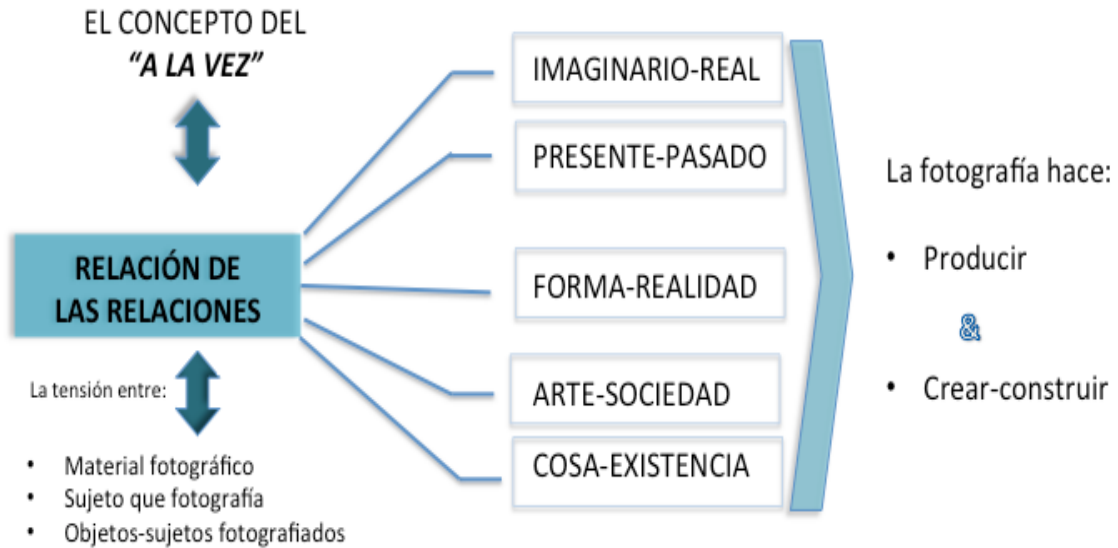 EL CONCEPTO DEL
“A LA VEZ”
RELACIÓN DE
LAS RELACIONES
La tensión entre:
• Material fotográfico
• Sujeto que fotografía
• Objetos-sujetos fotografiados
IMAGINARIO-REAL
PRESENTE-PASADO
FORMA-REALIDAD
ARTE-SOCIEDAD
COSA-EXISTENCIA
La fotografía hace:
• Producir
&
• Crear-construir